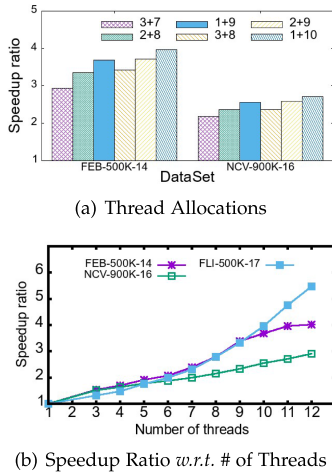 3+7 1+9 2+9
2+8 3+8 1+10
5
4
3
2
1
Speedup ratio
FEB-500K-14 NCV-900K-16
DataSet
(a) Thread Allocations
FEB-500K-14 FLI-500K-17
NCV-900K-16
6
5
4
3
2
1
Speedup ratio
1 2 3 4 5 6 7 8 9 10 11 12
Number of threads
(b) Speedup Ratio w.r.t. # of Threads